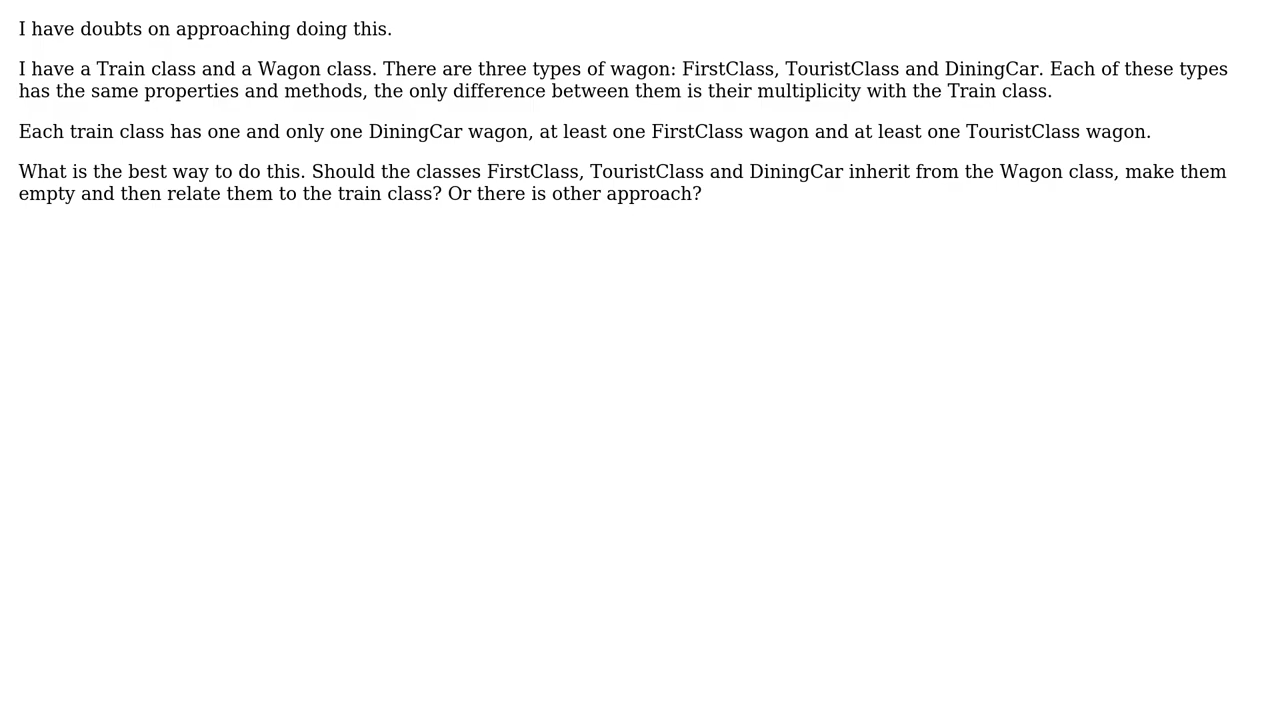 I have doubts on approaching doing this.
I have a Train class and a Wagon class. There are three types of wagon: FirstClass, TouristClass and DiningCar. Each of these types
has the same properties and methods, the only difference between them is their multiplicity with the Train class.
Each train class has one and only one DiningCar wagon, at least one FirstClass wagon and at least one TouristClass wagon.
What is the best way to do this. Should the classes FirstClass, TouristClass and DiningCar inherit from the Wagon class, make them
empty and then relate them to the train class? Or there is other approach?